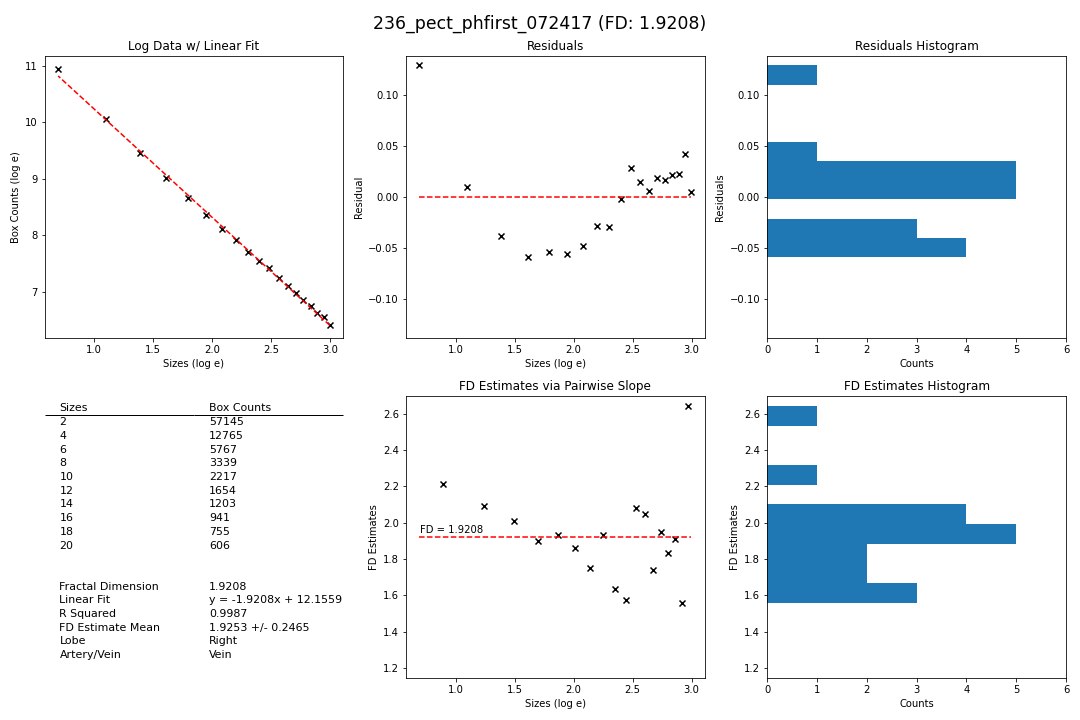 236_pect_phfirst_072417 (FD: 1.9208)
Log Data w/ Linear Fit
Box Counts (log e)
11
10
9
8
7
1.0 1.5 2.0 2.5 3.0
Sizes (log e)
Residuals
Residual
0.10
0.05
0.00
−0.05
−0.10
1.0 1.5 2.0 2.5 3.0
Sizes (log e)
Residuals Histogram
Residuals
0.10
0.05
0.00
−0.05
−0.10
0 1 2 3 4 5 6
Counts
Sizes Box Counts
2 57145
4 12765
6 5767
8 3339
10 2217
12 1654
14 1203
16 941
18 755
20 606
Fractal Dimension 1.9208
Linear Fit y = -1.9208x + 12.1559
R Squared 0.9987
FD Estimate Mean 1.9253 +/- 0.2465
Lobe Right
Artery/Vein Vein
FD Estimates via Pairwise Slope
FD Estimates
2.6
2.4
2.2
2.0
1.8
1.6
1.4
1.2
FD = 1.9208
1.0 1.5 2.0 2.5 3.0
Sizes (log e)
FD Estimates Histogram
FD Estimates
2.6
2.4
2.2
2.0
1.8
1.6
1.4
1.2
0 1 2 3 4 5 6
Counts